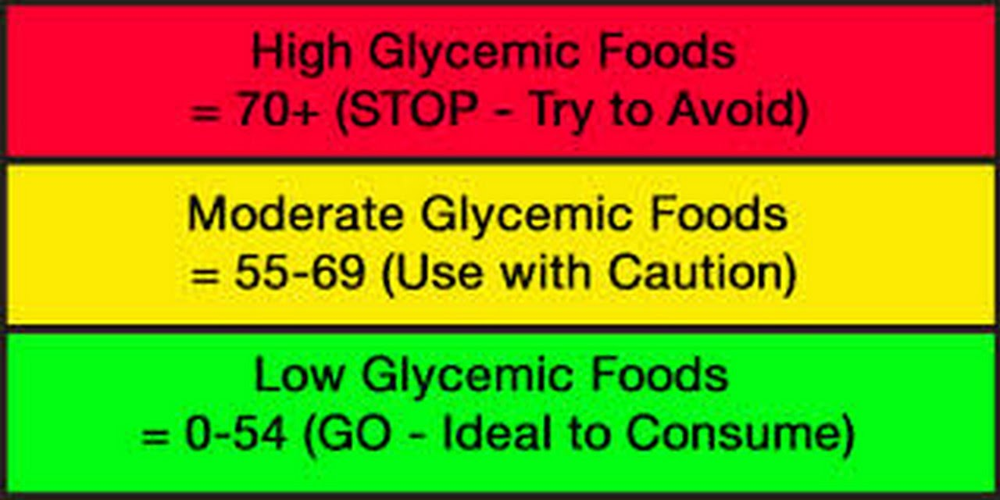 High Glycemic Foods
= 70+ (STOP - Try to Avoid)
Moderate Glycemic Foods
= 55-69 (Use with Caution)
Low Glycemic Foods
= 0-54 (GO - Ideal to Consume)